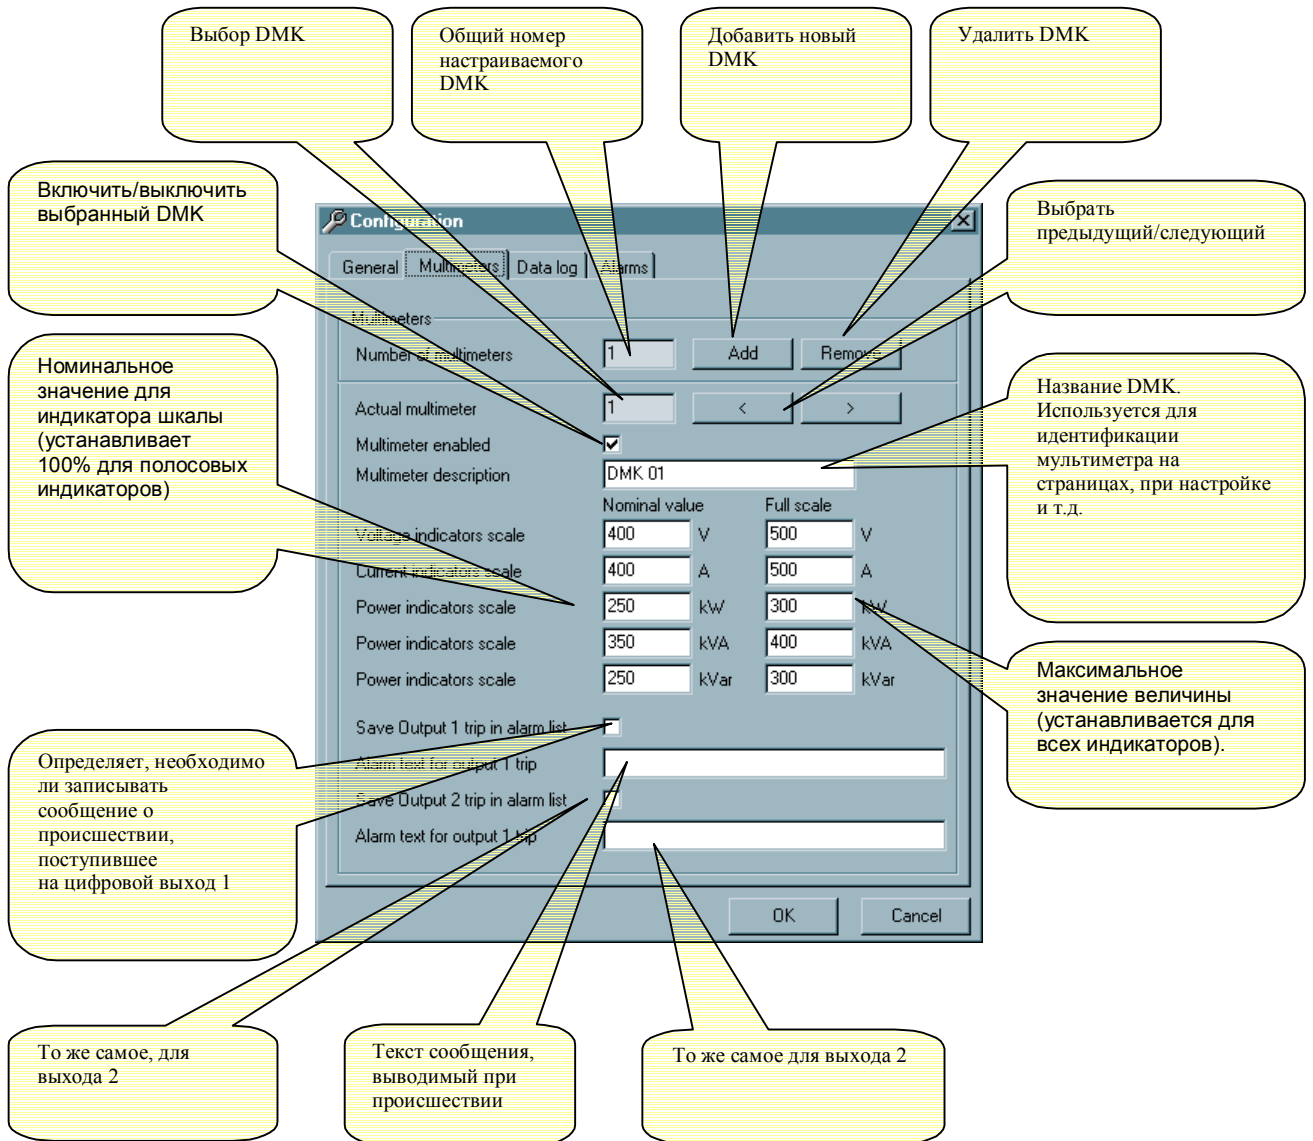 Выбор DMK
Общий номер
настраиваемого
DMK
Добавить новый
DMK
Удалить DMK
Включить/выключить
выбранный DMK
Выбрать
предыдущий/следующий
Номинальное
значение для
индикатора шкалы
(устанавливает
100% для полосовых
индикаторов)
Название DMK.
Используется для
идентификации
мультиметра на
страницах, при настройке
и т.д.
Максимальное
значение величины
(устанавливается для
всех индикаторов).
Определяет, необходимо
ли записывать
сообщение о
происшествии,
поступившее
на цифровой выход 1
Configuration
General Multimeters Data log Alarms
Multimeters
Number of multimeters 1 Add Remove
Actual multimeter 1 < >
Multimeter enabled
Multimeter description DMK 01
Nominal value Full scale
Voltage indicators scale 400 V 500 V
Current indicators scale 400 A 500 A
Power indicators scale 250 kW 300 kW
Power indicators scale 350 kVA 400 kVA
Power indicators scale 250 kVar 300 kVar
Save Output 1 trip in alarm list
Alarm text for output 1 trip
Save Output 2 trip in alarm list
Alarm text for output 1 trip
OK Cancel
То же самое, для
выхода 2
Текст сообщения,
выводимый при
происшествии
То же самое для выхода 2